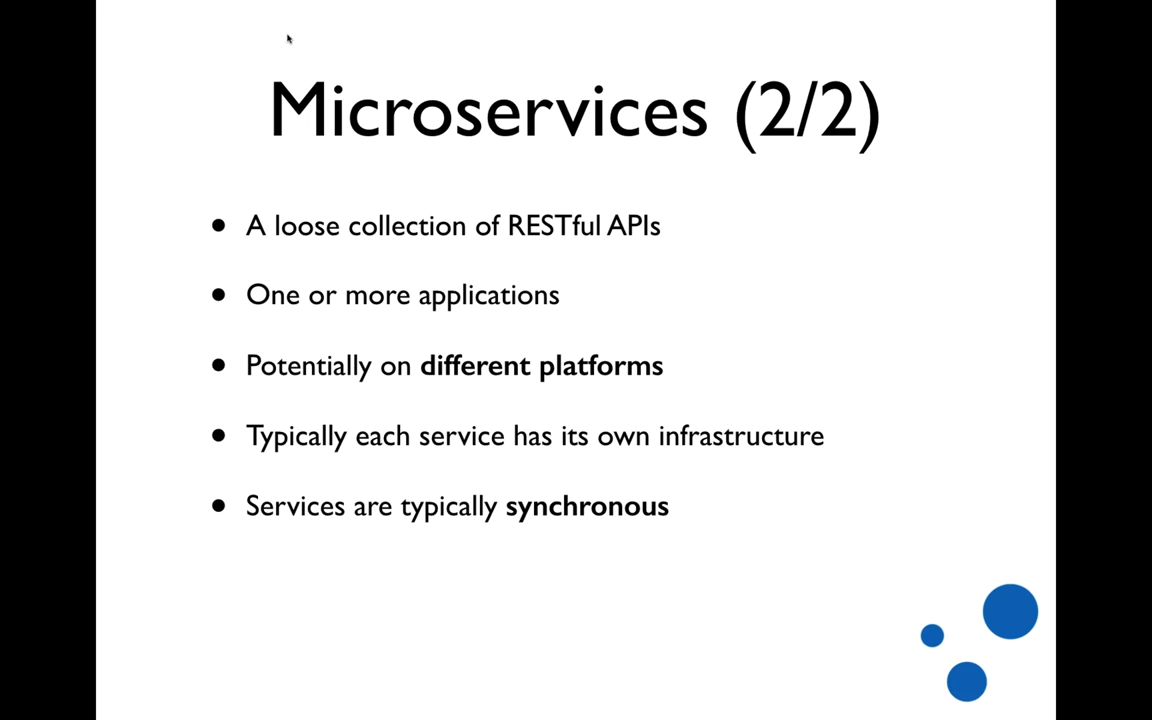 Microservices (2/2)
• A loose collection of RESTful APIs
• One or more applications
• Potentially on different platforms
• Typically each service has its own infrastructure
• Services are typically synchronous